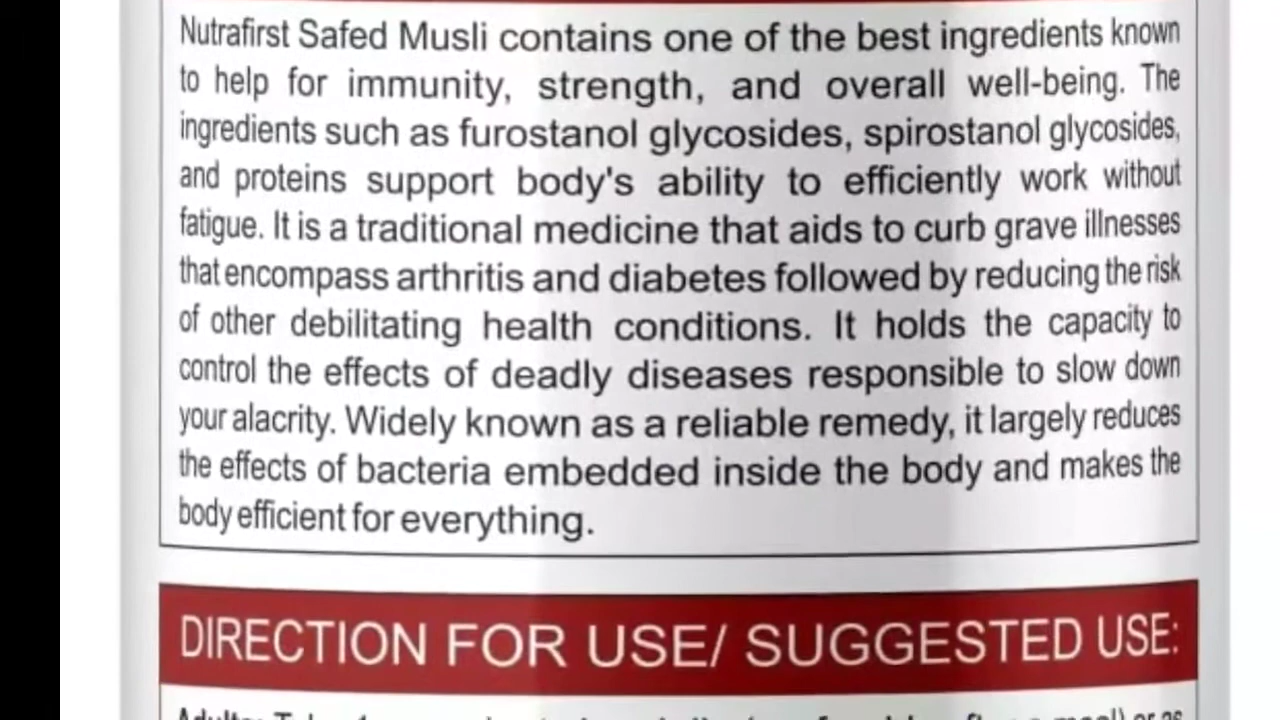 Nutrafirst Safed Musli contains one of the best ingredients known
to help for immunity, strength, and overall well-being. The
ingredients such as furostanol glycosides, spirostanol glycosides,
and proteins support body's ability to efficiently work without
fatigue. It is a traditional medicine that aids to curb grave illnesses
that encompass arthritis and diabetes followed by reducing the risk
of other debilitating health conditions. It holds the capacity to
control the effects of deadly diseases responsible to slow down
your alacrity. Widely known as a reliable remedy, it largely reduces
the effects of bacteria embedded inside the body and makes the
body efficient for everything.
DIRECTION FOR USE/ SUGGESTED USE: